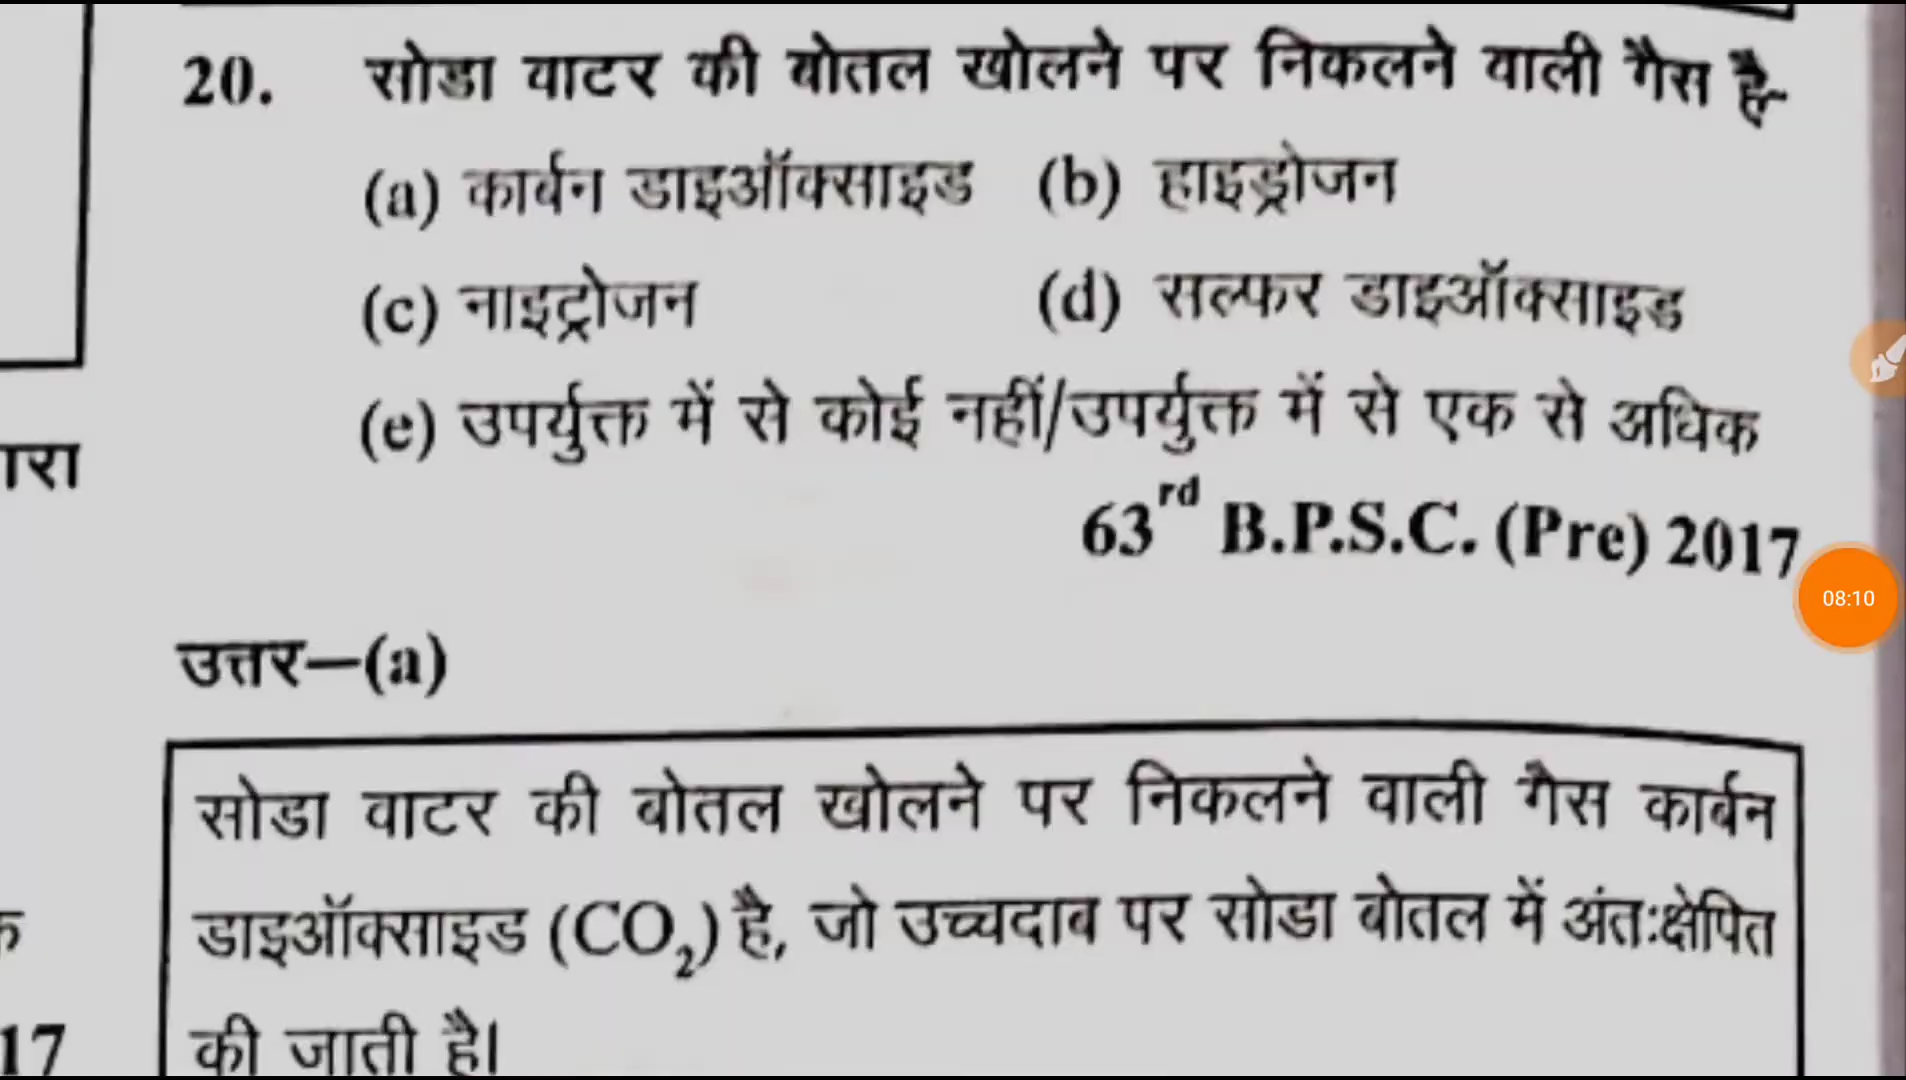 20. सोडा वाटर की बोतल खोलने पर निकलने वाली गैस है-
(a) कार्बन डाइऑक्साइड (b) हाइड्रोजन
(c) नाइट्रोजन (d) सल्फर डाइऑक्साइड
(e) उपर्युक्त में से कोई नहीं/उपर्युक्त में से एक से अधिक
63rd B.P.S.C. (Pre) 2017
08:10
उत्तर—(a)
सोडा वाटर की बोतल खोलने पर निकलने वाली गैस कार्बन
डाइऑक्साइड (CO₂) है, जो उच्चदाब पर सोडा बोतल में अंतःक्षेपित
की जाती है।
17